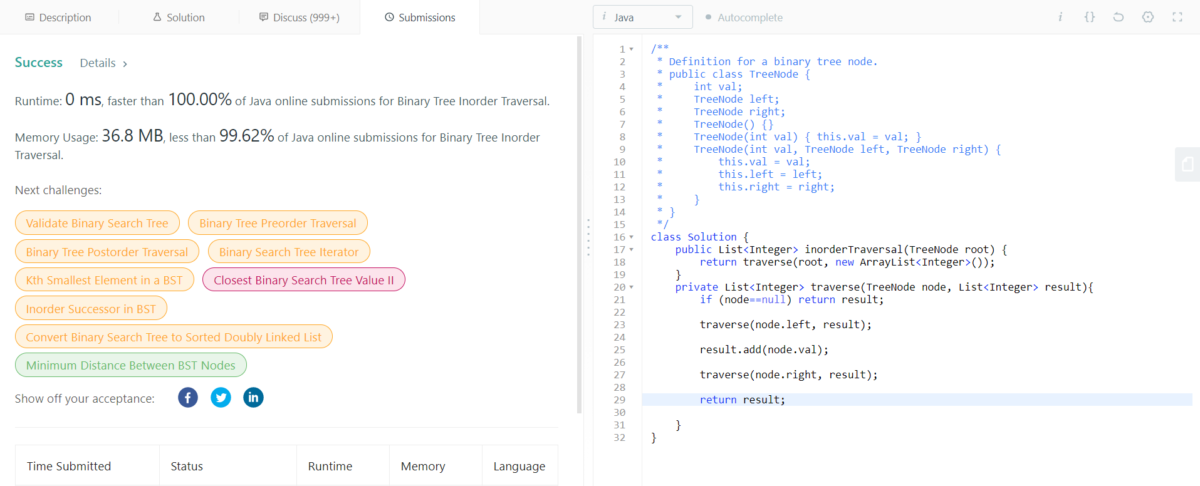 Description
Solution
Discuss (999+)
Submissions
i Java
Autocomplete
i {}
Success Details >
Runtime: 0 ms, faster than 100.00% of Java online submissions for Binary Tree Inorder Traversal.
Memory Usage: 36.8 MB, less than 99.62% of Java online submissions for Binary Tree Inorder
Traversal.
Next challenges:
Validate Binary Search Tree
Binary Tree Preorder Traversal
Binary Tree Postorder Traversal
Binary Search Tree Iterator
Kth Smallest Element in a BST
Closest Binary Search Tree Value II
Inorder Successor in BST
Convert Binary Search Tree to Sorted Doubly Linked List
Minimum Distance Between BST Nodes
Show off your acceptance: f in
Time Submitted Status Runtime Memory Language
1 /**
2  * Definition for a binary tree node.
3  * public class TreeNode {
4  *     int val;
5  *     TreeNode left;
6  *     TreeNode right;
7  *     TreeNode() {}
8  *     TreeNode(int val) { this.val = val; }
9  *     TreeNode(int val, TreeNode left, TreeNode right) {
10  *         this.val = val;
11  *         this.left = left;
12  *         this.right = right;
13  *     }
14  * }
15  */
16 class Solution {
17     public List<Integer> inorderTraversal(TreeNode root) {
18         return traverse(root, new ArrayList<Integer>());
19     }
20     private List<Integer> traverse(TreeNode node, List<Integer> result){
21         if (node==null) return result;
22
23         traverse(node.left, result);
24
25         result.add(node.val);
26
27         traverse(node.right, result);
28
29         return result;
30
31     }
32 }